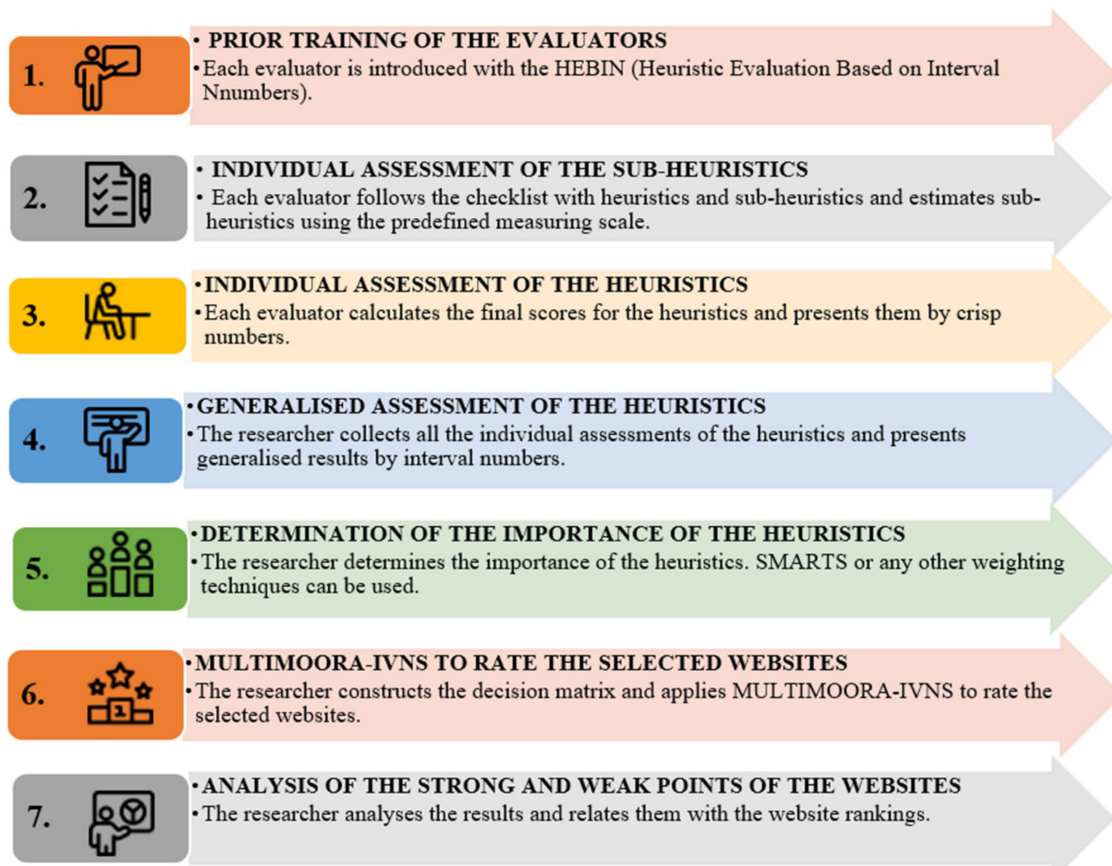 1.
• PRIOR TRAINING OF THE EVALUATORS
• Each evaluator is introduced with the HEBIN (Heuristic Evaluation Based on Interval
Nnumbers).
2.
• INDIVIDUAL ASSESSMENT OF THE SUB-HEURISTICS
• Each evaluator follows the checklist with heuristics and sub-heuristics and estimates sub-
heuristics using the predefined measuring scale.
3.
• INDIVIDUAL ASSESSMENT OF THE HEURISTICS
• Each evaluator calculates the final scores for the heuristics and presents them by crisp
numbers.
4.
• GENERALISED ASSESSMENT OF THE HEURISTICS
• The researcher collects all the individual assessments of the heuristics and presents
generalised results by interval numbers.
5.
• DETERMINATION OF THE IMPORTANCE OF THE HEURISTICS
• The researcher determines the importance of the heuristics. SMARTS or any other weighting
techniques can be used.
6.
1
• MULTIMOORA-IVNS TO RATE THE SELECTED WEBSITES
• The researcher constructs the decision matrix and applies MULTIMOORA-IVNS to rate the
selected websites.
7.
• ANALYSIS OF THE STRONG AND WEAK POINTS OF THE WEBSITES
• The researcher analyses the results and relates them with the website rankings.